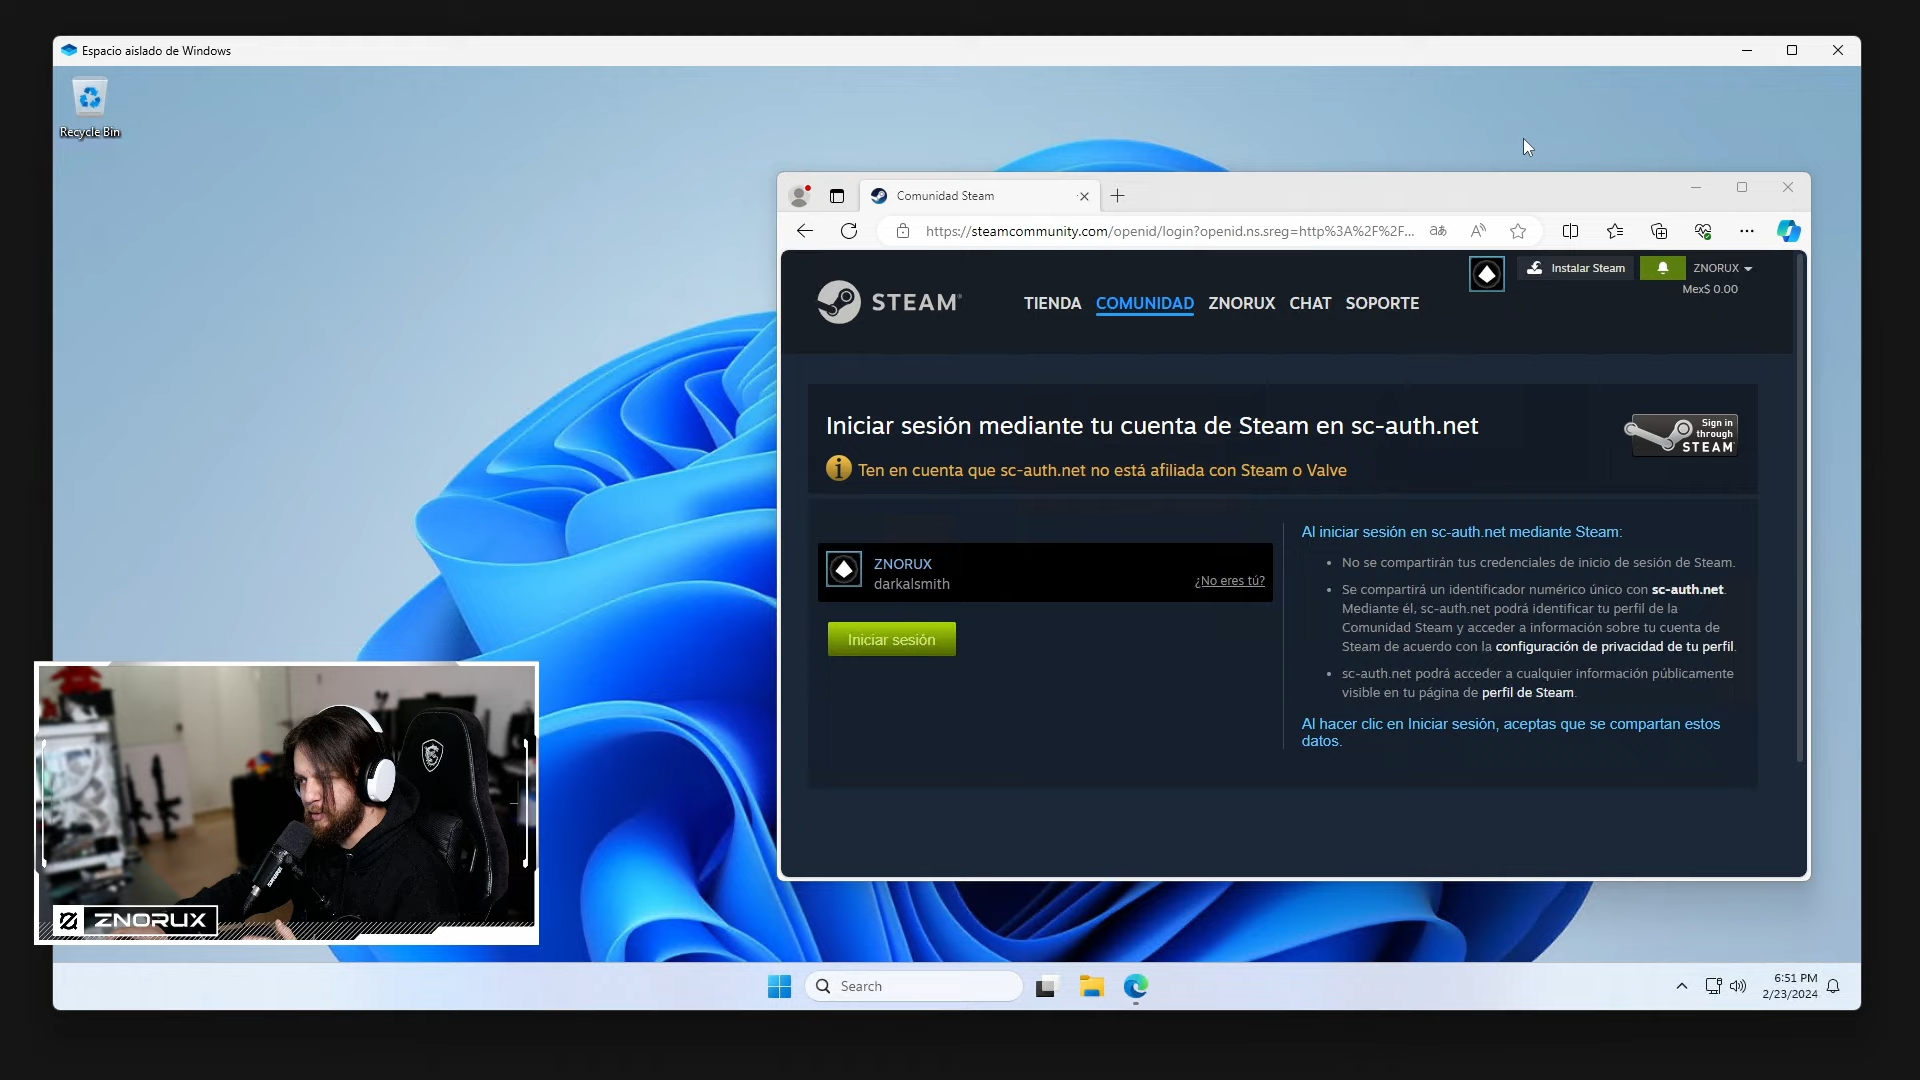 Espacio aislado de Windows
Recycle Bin
Comunidad Steam
https://steamcommunity.com/openid/login?openid.ns.sreg=http%3A%2F%2F...
Instalar Steam
ZNORUX
Mex$ 0.00
STEAM
TIENDA COMUNIDAD ZNORUX CHAT SOPORTE
Iniciar sesión mediante tu cuenta de Steam en sc-auth.net
Sign in
through
STEAM
Ten en cuenta que sc-auth.net no está afiliada con Steam o Valve
ZNORUX
darkalsmith
¿No eres tú?
Iniciar sesión
Al iniciar sesión en sc-auth.net mediante Steam:
No se compartirán tus credenciales de inicio de sesión de Steam.
Se compartirá un identificador numérico único con sc-auth.net.
Mediante él, sc-auth.net podrá identificar tu perfil de la
Comunidad Steam y acceder a información sobre tu cuenta de
Steam de acuerdo con la configuración de privacidad de tu perfil.
sc-auth.net podrá acceder a cualquier información públicamente
visible en tu página de perfil de Steam.
Al hacer clic en Iniciar sesión, aceptas que se compartan estos
datos.
ZNORUX
Search
6:51 PM
2/23/2024